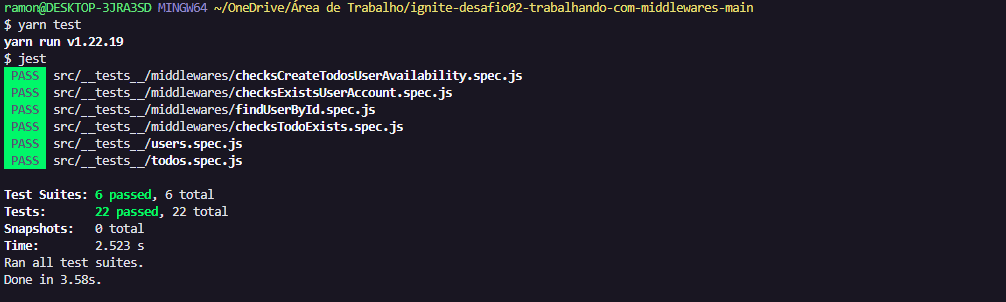 ramon@DESKTOP-3JRA3SD MINGW64 ~/OneDrive/Área de Trabalho/ignite-desafio02-trabalhando-com-middlewares-main
$ yarn test
yarn run v1.22.19
$ jest
PASS src/__tests__/middlewares/checksCreateTodosUserAvailability.spec.js
PASS src/__tests__/middlewares/checksExistsUserAccount.spec.js
PASS src/__tests__/middlewares/findUserById.spec.js
PASS src/__tests__/middlewares/checksTodoExists.spec.js
PASS src/__tests__/users.spec.js
PASS src/__tests__/todos.spec.js
Test Suites: 6 passed, 6 total
Tests: 22 passed, 22 total
Snapshots: 0 total
Time: 2.523 s
Ran all test suites.
Done in 3.58s.